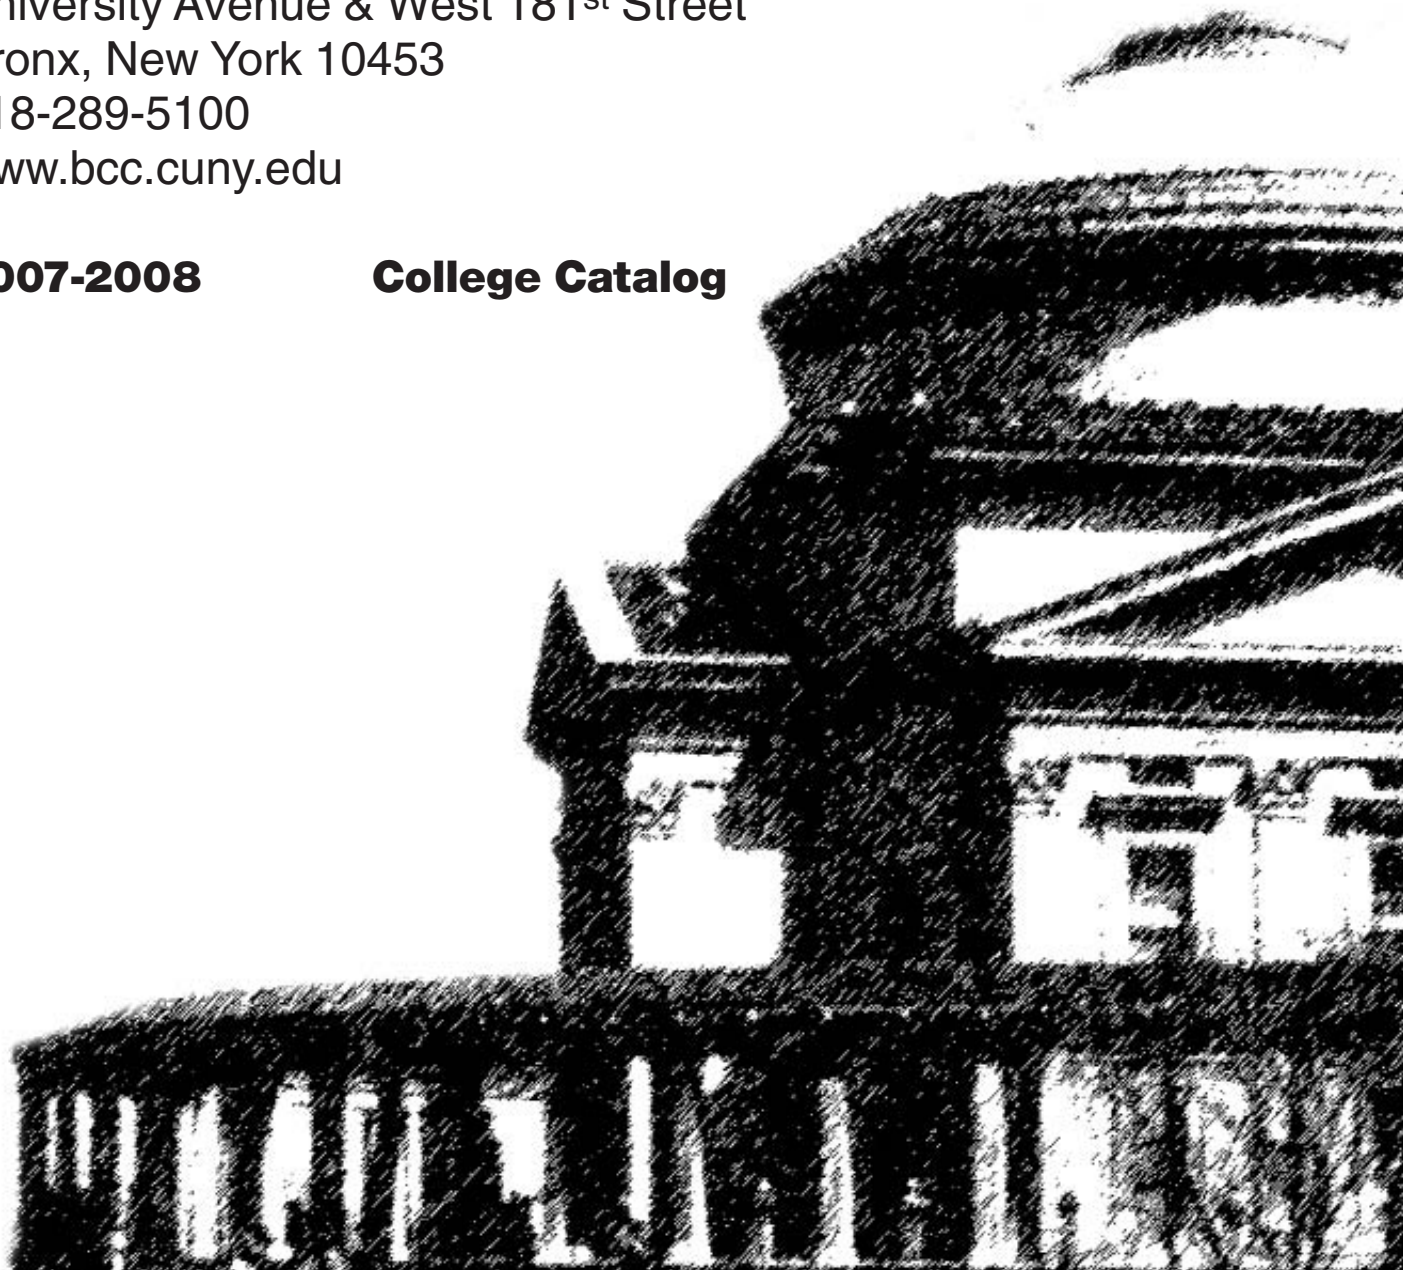 niversity Avenue & West 181st Street
ronx, New York 10453
18-289-5100
ww.bcc.cuny.edu
007-2008 College Catalog